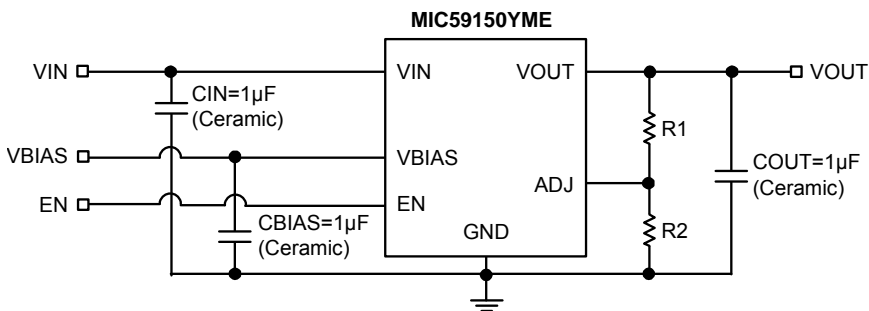 MIC59150YME
VIN
VIN
VOUT
VOUT
CIN=1µF
(Ceramic)
R1
VBIAS
VBIAS
COUT=1µF
(Ceramic)
ADJ
EN
EN
CBIAS=1µF
(Ceramic)
GND
R2